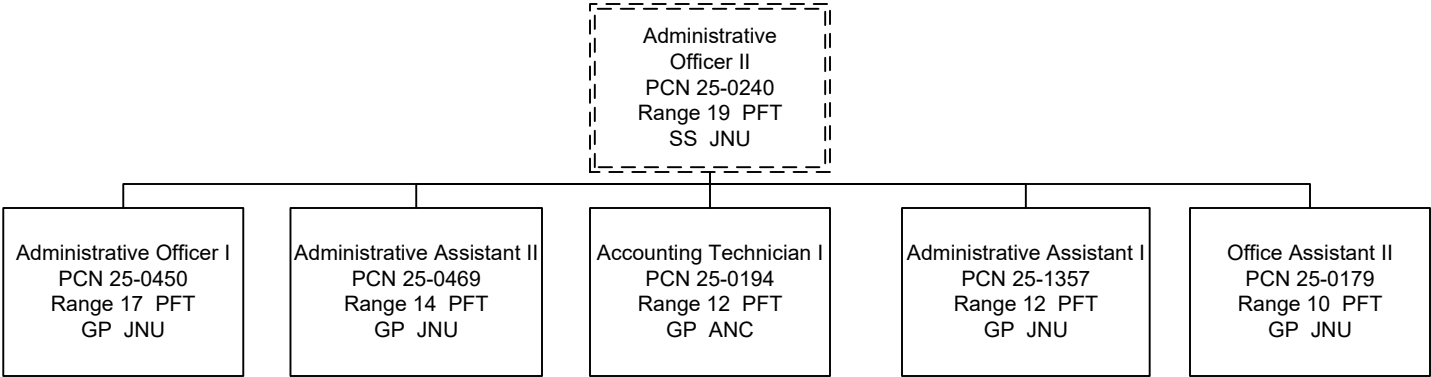 Administrative
Officer II
PCN 25-0240
Range 19  PFT
SS  JNU
Administrative Officer I
PCN 25-0450
Range 17  PFT
GP  JNU
Administrative Assistant II
PCN 25-0469
Range 14  PFT
GP  JNU
Accounting Technician I
PCN 25-0194
Range 12  PFT
GP  ANC
Administrative Assistant I
PCN 25-1357
Range 12  PFT
GP  JNU
Office Assistant II
PCN 25-0179
Range 10  PFT
GP  JNU